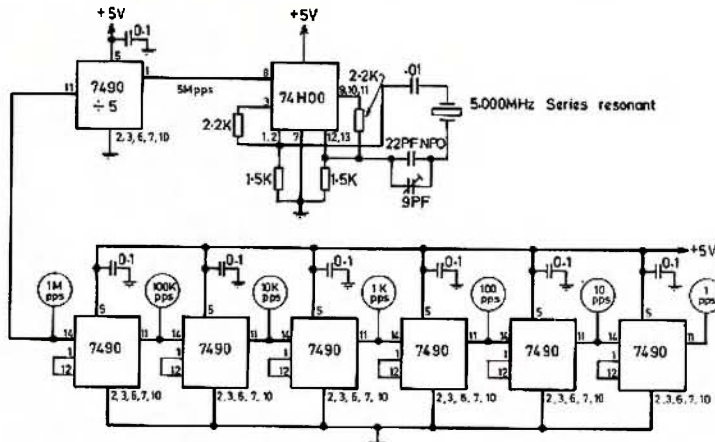 +5V
0.1
5
11
7490
÷5
1
2,3,6,7,10
5Mpps
+5V
8
74H00
9,10,11
3
1,2
7
12,13
2.2K
2.2K
1.5K
1.5K
.01
5.000MHz Series resonant
22PF.NPO
9PF
+5V
0.1
0.1
0.1
0.1
0.1
0.1
1M
pps
100K
pps
10K
pps
1K
pps
100
pps
10
pps
1
pps
14
5
7490
11
1
12
2,3,6,7,10
14
5
7490
11
1
12
2,3,6,7,10
14
5
7490
11
1
12
2,3,6,7,10
14
5
7490
11
1
12
2,3,6,7,10
14
5
7490
11
1
12
2,3,6,7,10
14
5
7490
11
1
12
2,3,6,7,10